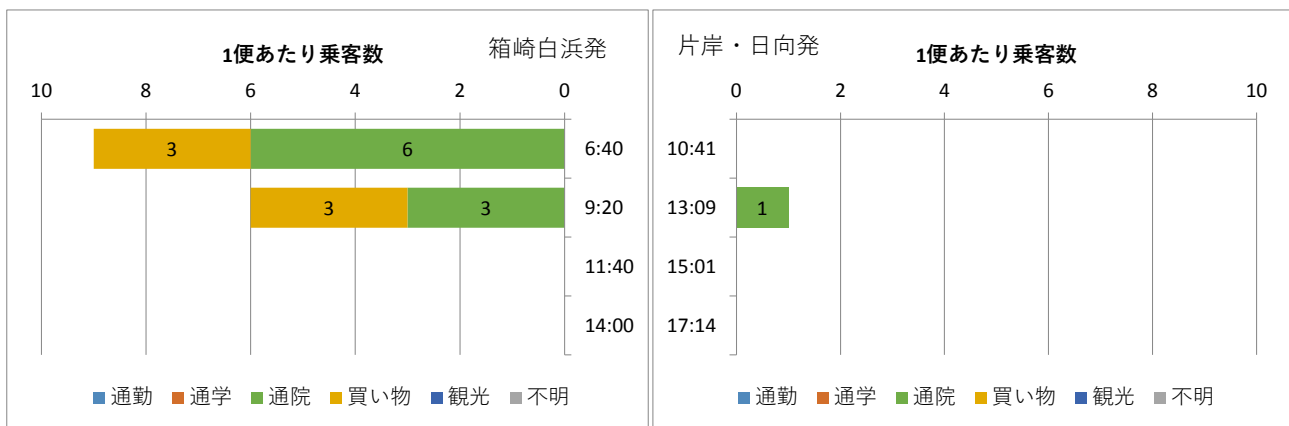 1便あたり乗客数 箱崎白浜発
10 8 6 4 2 0
3 6 6:40
3 3 9:20
11:40
14:00
通勤 通学 通院 買い物 観光 不明
片岸・日向発 1便あたり乗客数
0 2 4 6 8 10
10:41
13:09 1
15:01
17:14
通勤 通学 通院 買い物 観光 不明